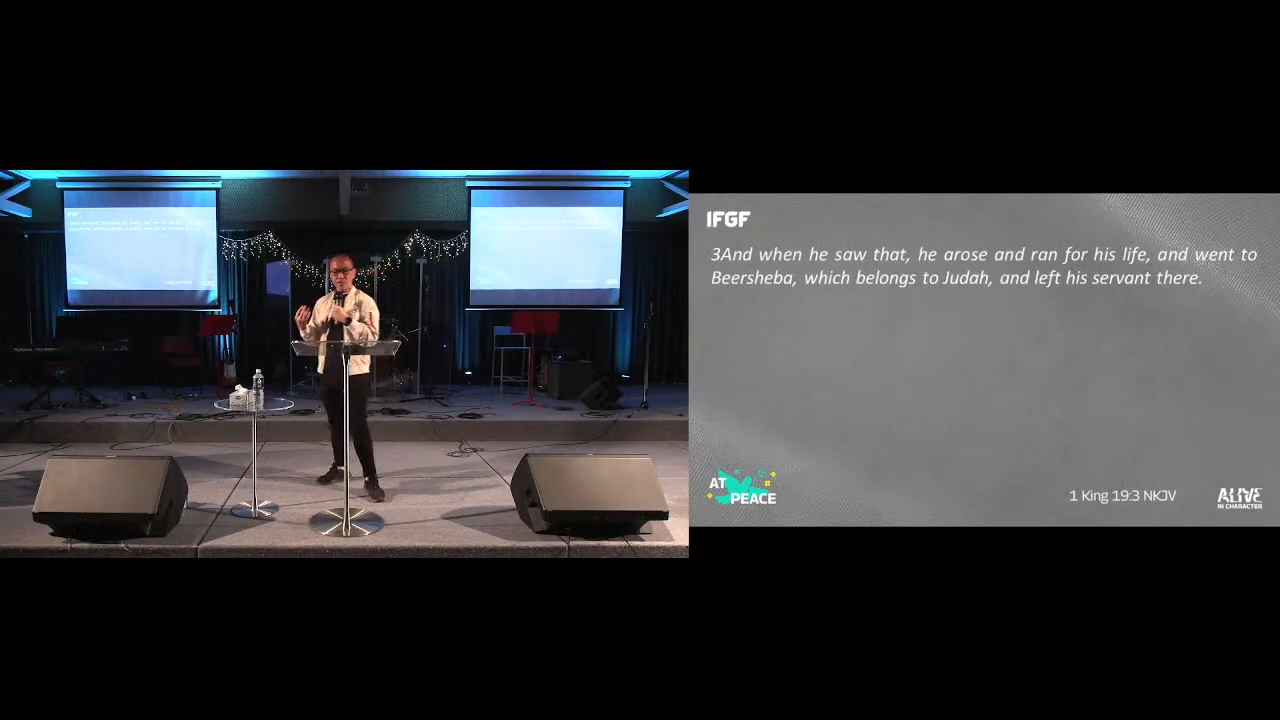 IFGF
3And when he saw that, he arose and ran for his life, and went to
Beersheba, which belongs to Judah, and left his servant there.
AT
PEACE
1 King 19:3 NKJV
ALIVE
IN CHARACTER